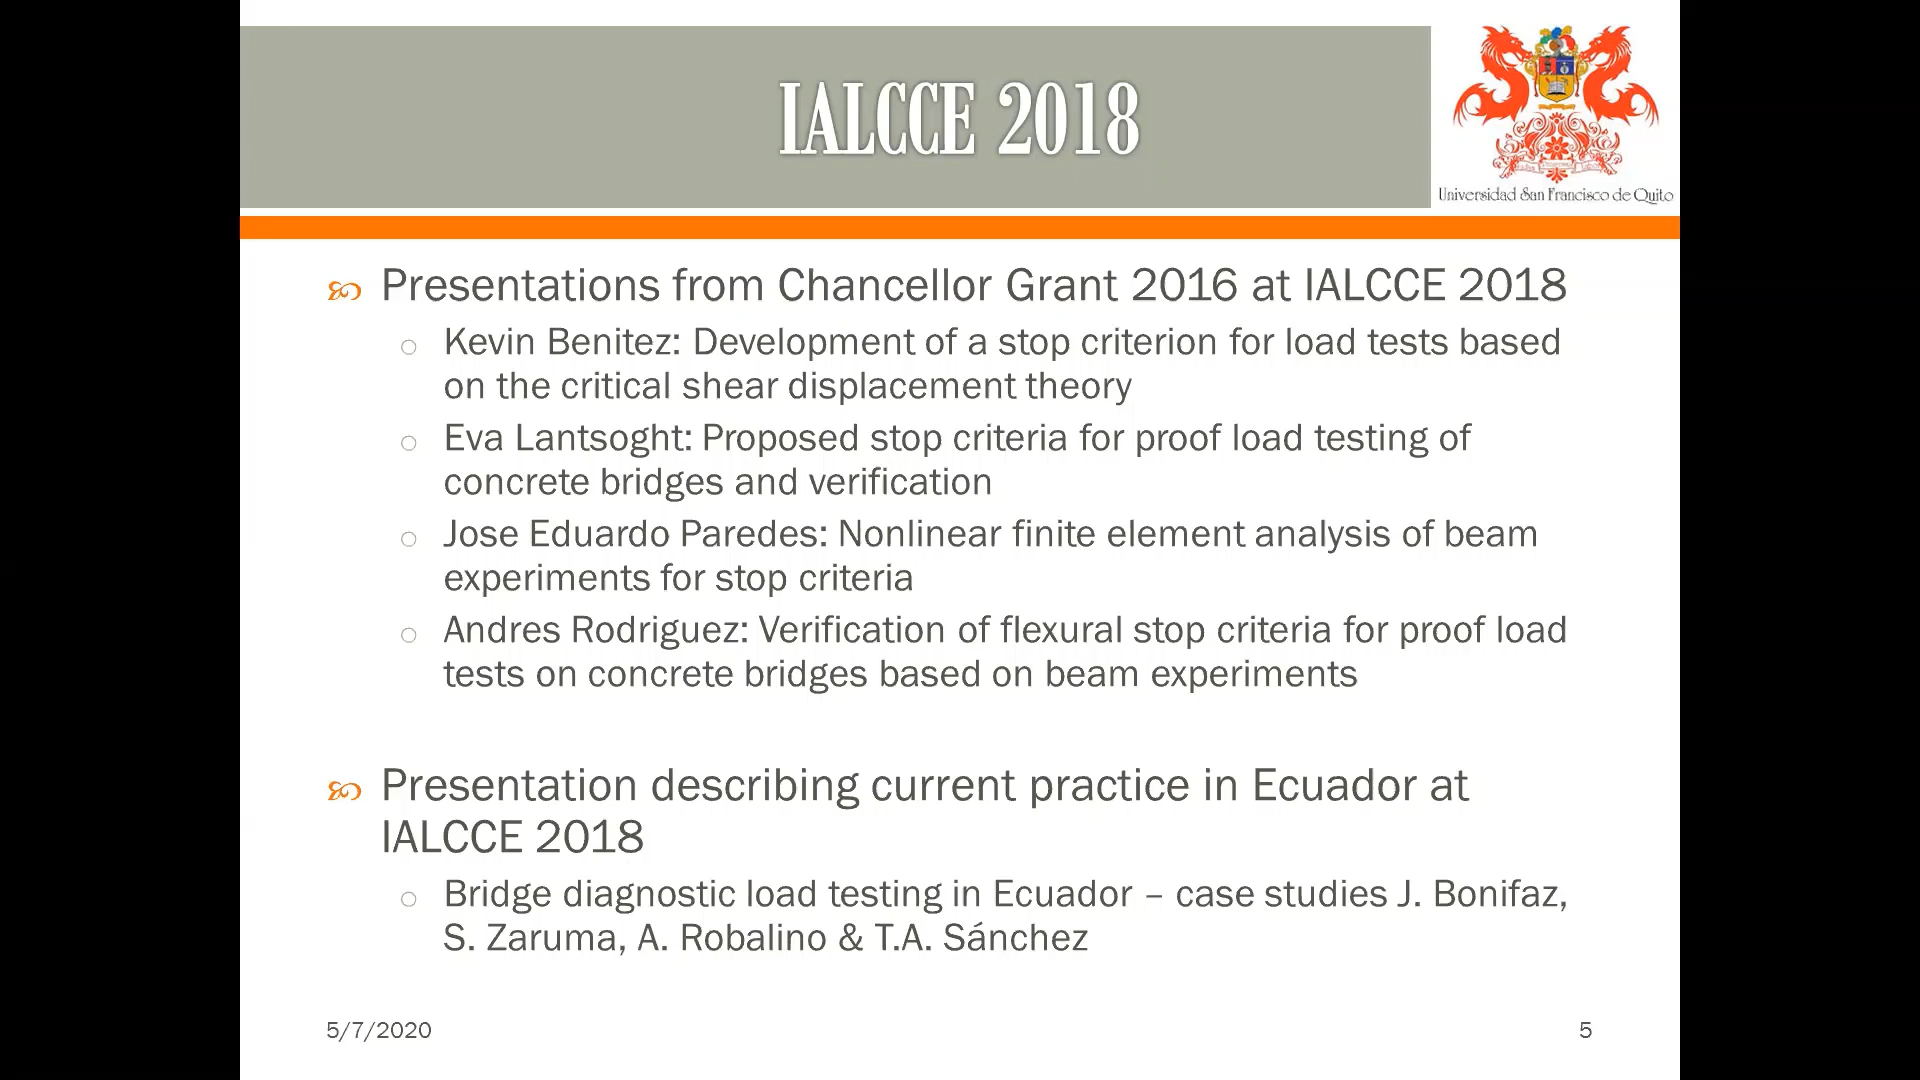 IALCCE 2018
Universidad San Francisco de Quito
Presentations from Chancellor Grant 2016 at IALCCE 2018
Kevin Benitez: Development of a stop criterion for load tests based
on the critical shear displacement theory
Eva Lantsoght: Proposed stop criteria for proof load testing of
concrete bridges and verification
Jose Eduardo Paredes: Nonlinear finite element analysis of beam
experiments for stop criteria
Andres Rodriguez: Verification of flexural stop criteria for proof load
tests on concrete bridges based on beam experiments
Presentation describing current practice in Ecuador at
IALCCE 2018
Bridge diagnostic load testing in Ecuador – case studies J. Bonifaz,
S. Zaruma, A. Robalino & T.A. Sánchez
5/7/2020
5